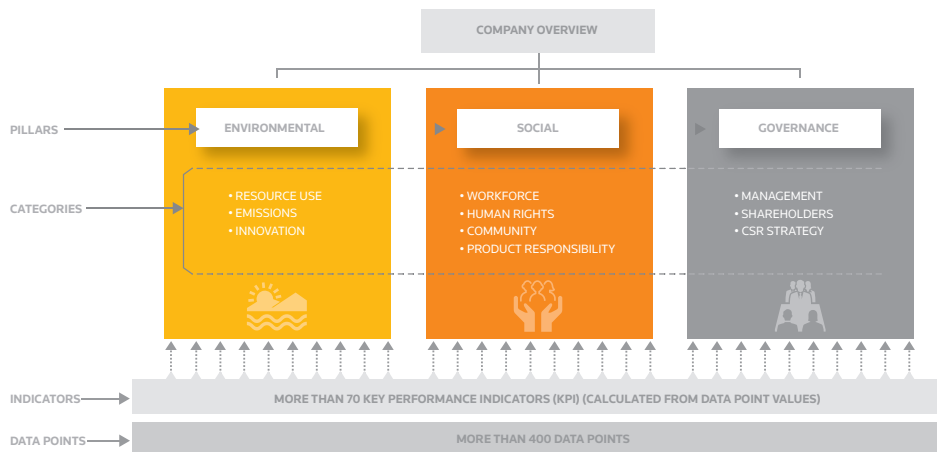 COMPANY OVERVIEW
PILLARS
ENVIRONMENTAL
SOCIAL
GOVERNANCE
CATEGORIES
• RESOURCE USE
• EMISSIONS
• INNOVATION
• WORKFORCE
• HUMAN RIGHTS
• COMMUNITY
• PRODUCT RESPONSIBILITY
• MANAGEMENT
• SHAREHOLDERS
• CSR STRATEGY
INDICATORS
MORE THAN 70 KEY PERFORMANCE INDICATORS (KPI) (CALCULATED FROM DATA POINT VALUES)
DATA POINTS
MORE THAN 400 DATA POINTS